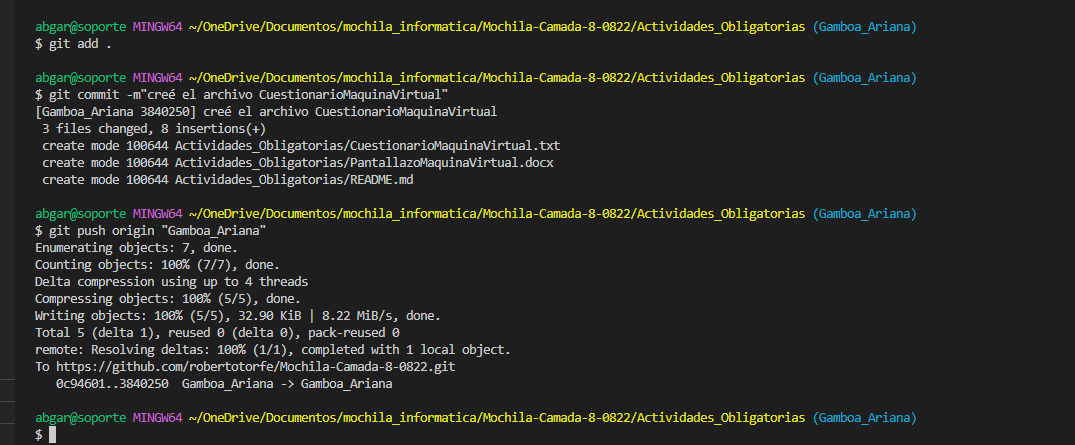 abgar@soporte MINGW64 ~/OneDrive/Documentos/mochila_informatica/Mochila-Camada-8-0822/Actividades_Obligatorias (Gamboa_Ariana)
$ git add .
abgar@soporte MINGW64 ~/OneDrive/Documentos/mochila_informatica/Mochila-Camada-8-0822/Actividades_Obligatorias (Gamboa_Ariana)
$ git commit -m"creé el archivo CuestionarioMaquinaVirtual"
[Gamboa_Ariana 3840250] creé el archivo CuestionarioMaquinaVirtual
3 files changed, 8 insertions(+)
create mode 100644 Actividades_Obligatorias/CuestionarioMaquinaVirtual.txt
create mode 100644 Actividades_Obligatorias/PantallazoMaquinaVirtual.docx
create mode 100644 Actividades_Obligatorias/README.md
abgar@soporte MINGW64 ~/OneDrive/Documentos/mochila_informatica/Mochila-Camada-8-0822/Actividades_Obligatorias (Gamboa_Ariana)
$ git push origin "Gamboa_Ariana"
Enumerating objects: 7, done.
Counting objects: 100% (7/7), done.
Delta compression using up to 4 threads
Compressing objects: 100% (5/5), done.
Writing objects: 100% (5/5), 32.90 KiB | 8.22 MiB/s, done.
Total 5 (delta 1), reused 0 (delta 0), pack-reused 0
remote: Resolving deltas: 100% (1/1), completed with 1 local object.
To https://github.com/robertotorfe/Mochila-Camada-8-0822.git
0c94601..3840250  Gamboa_Ariana -> Gamboa_Ariana
abgar@soporte MINGW64 ~/OneDrive/Documentos/mochila_informatica/Mochila-Camada-8-0822/Actividades_Obligatorias (Gamboa_Ariana)
$